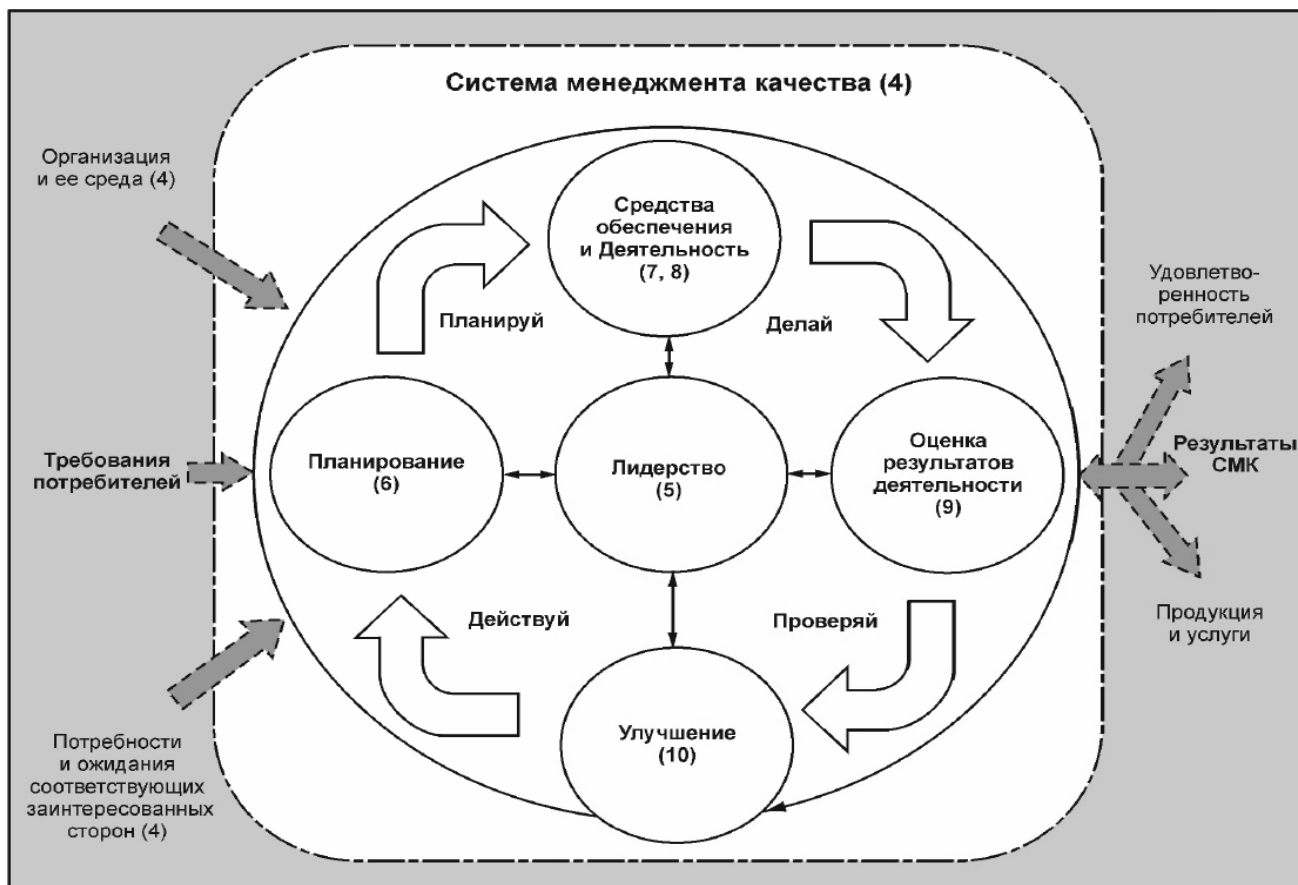 Система менеджмента качества (4)
Организация
и ее среда (4)
Средства
обеспечения
и Деятельность
(7, 8)
Планируй
Делай
Удовлетво-
ренность
потребителей
Требования
потребителей
Планирование
(6)
Лидерство
(5)
Оценка
результатов
деятельности
(9)
Результаты
СМК
Действуй
Проверяй
Продукция
и услуги
Улучшение
(10)
Потребности
и ожидания
соответствующих
заинтересованных
сторон (4)